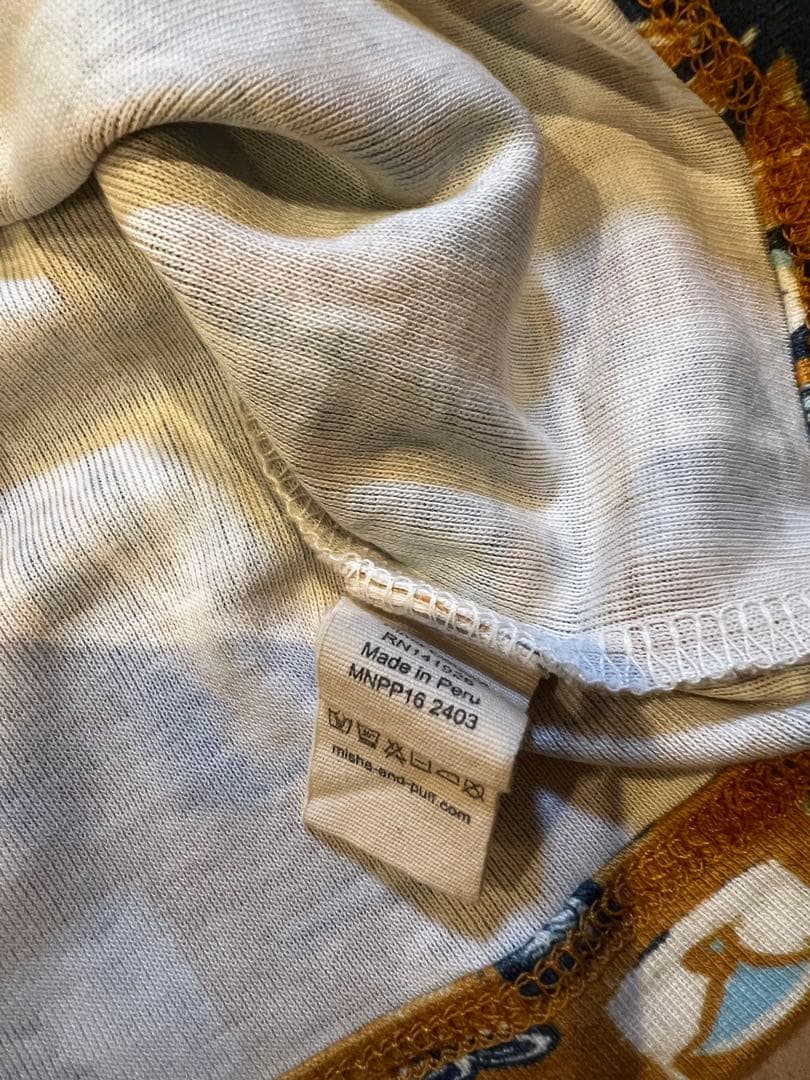 Made in Peru
MNPP16 2403
misha-and-puff.com